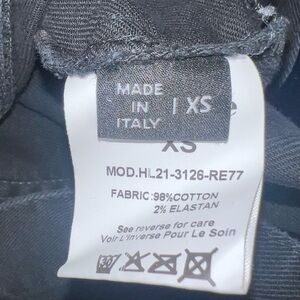 MADE
IN
ITALY
XS
XS
MOD.HL21-3126-RE77
FABRIC:98%COTTON
2% ELASTAN
See reverse for care
Voir L'Inverse Pour Le Soin
30°